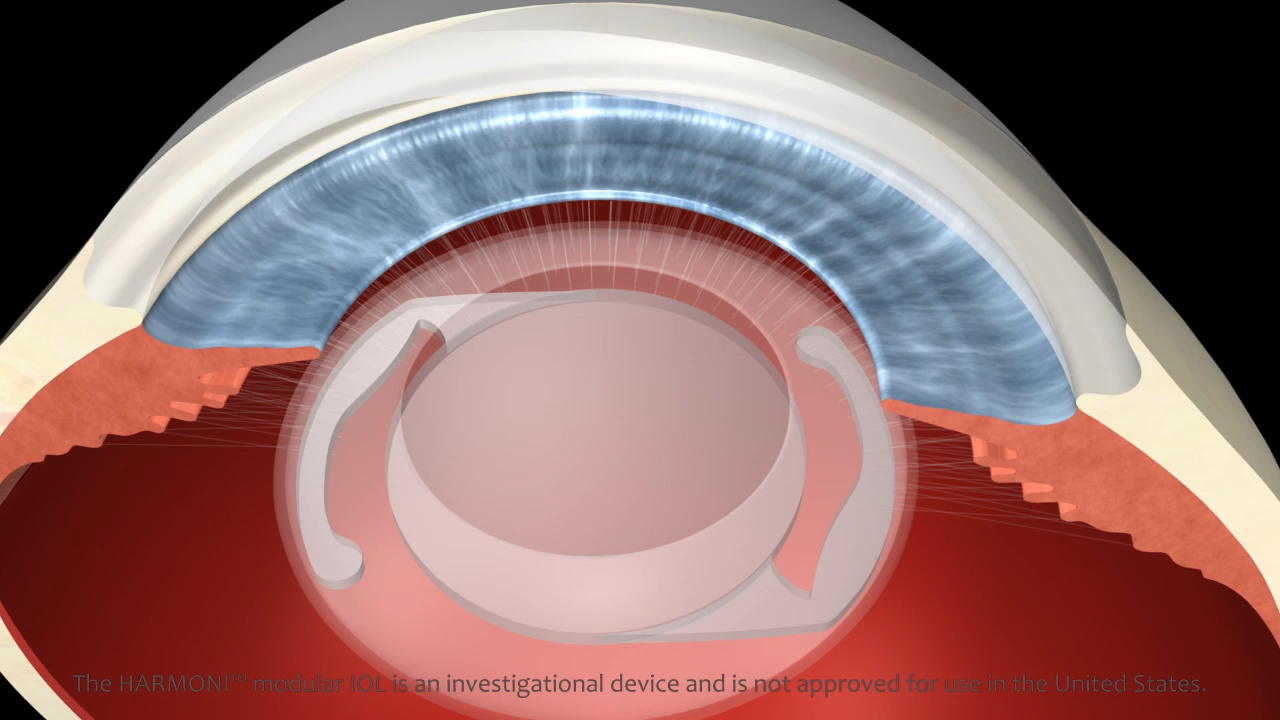 The HARMONI™ modular IOL is an investigational device and is not approved for use in the United States.